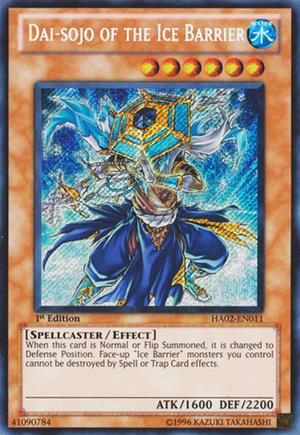 DAI-SOJO OF THE ICE BARRIER
WATER
水
1st Edition
HA02-EN011
[SPELLCASTER / EFFECT]
When this card is Normal or Flip Summoned, it is changed to
Defense Position. Face-up "Ice Barrier" monsters you control
cannot be destroyed by Spell or Trap Card effects.
ATK/1600 DEF/2200
41090784
©1996 KAZUKI TAKAHASHI